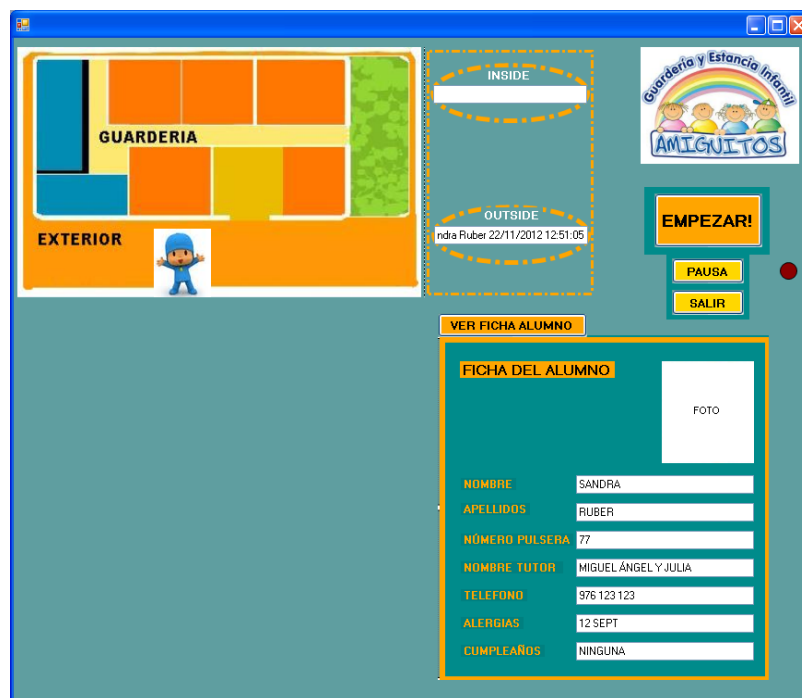 GUARDERIA
EXTERIOR
INSIDE
OUTSIDE
ndra Ruber 22/11/2012 12:51:05
Guardería y Estancia Infantil
AMIGUITOS
EMPEZAR!
PAUSA
SALIR
VER FICHA ALUMNO
FICHA DEL ALUMNO
FOTO
NOMBRE SANDRA
APELLIDOS RUBER
NÚMERO PULSERA 77
NOMBRE TUTOR MIGUEL ÁNGEL Y JULIA
TELEFONO 976 123 123
ALERGIAS 12 SEPT
CUMPLEAÑOS NINGUNA